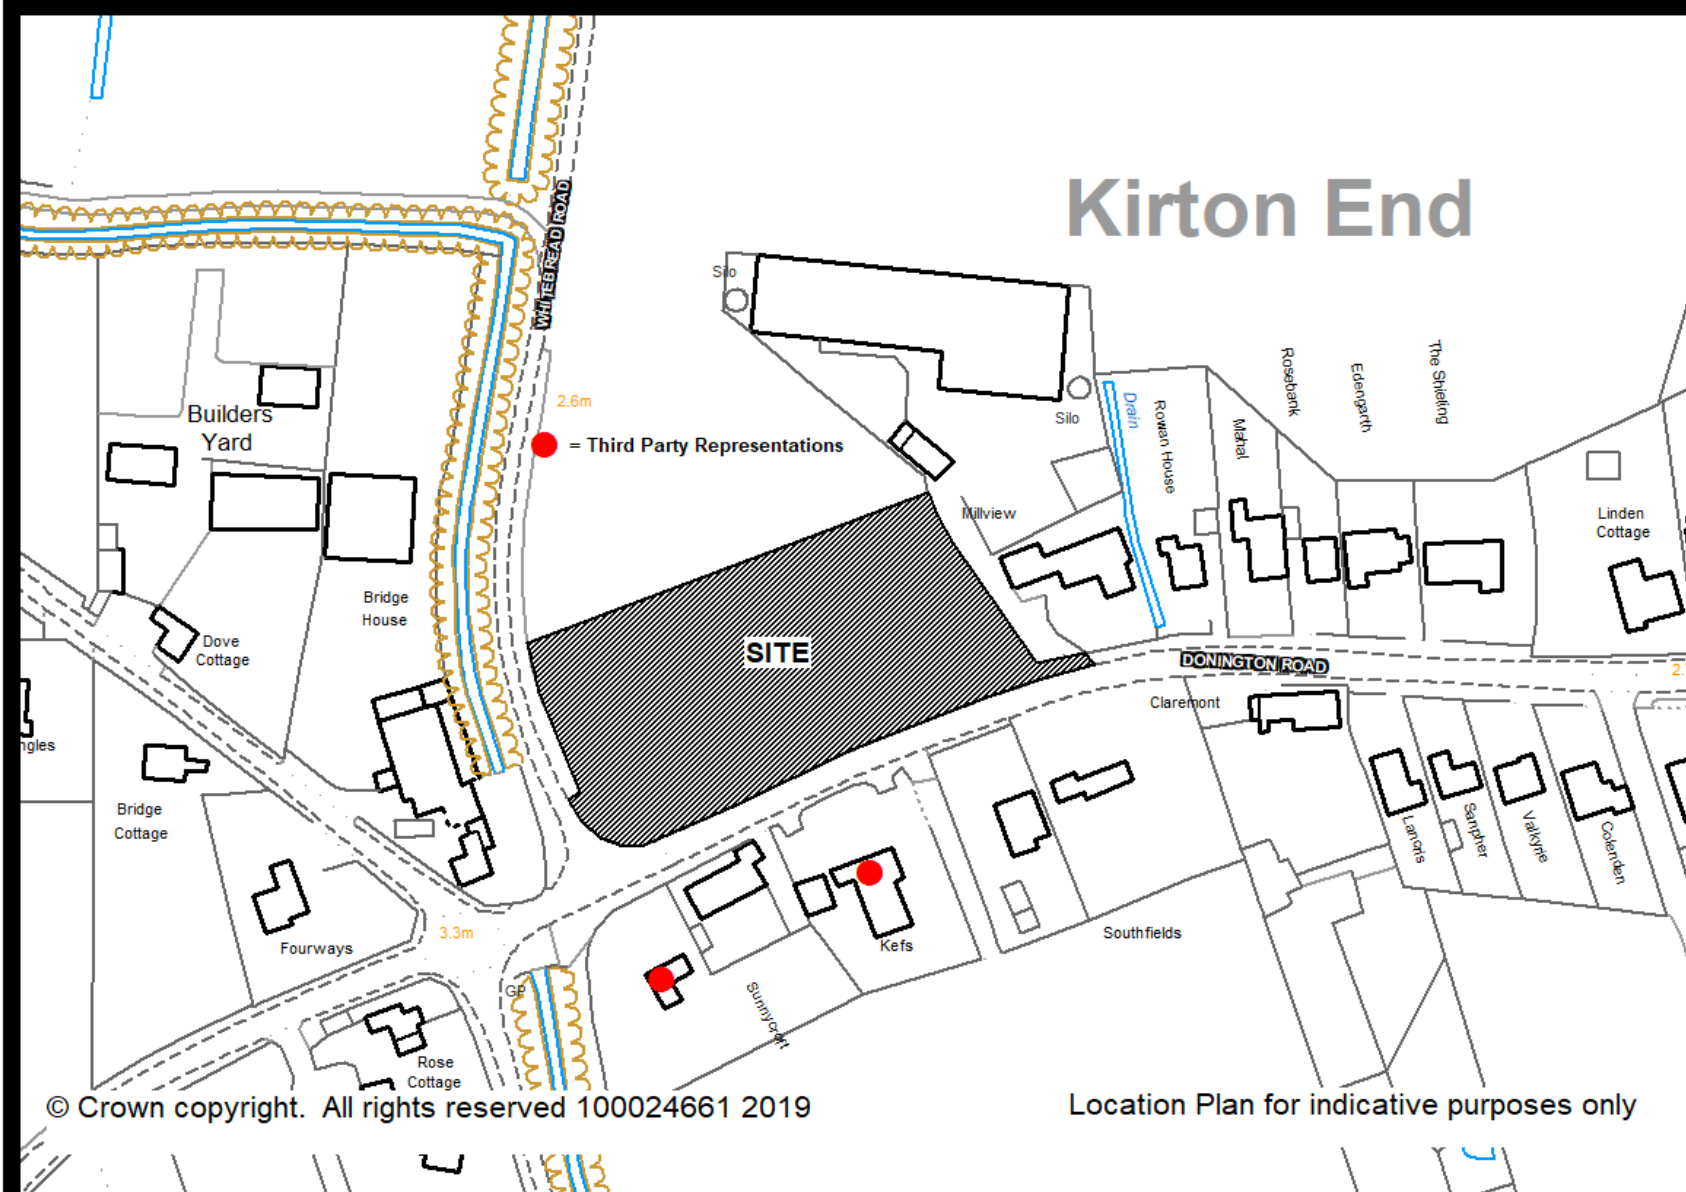 Kirton End
WHITEBREAD ROAD
Silo
2.6m
= Third Party Representations
Silo
Drain
Rowan House
Mahal
Rosebank
Edengarth
The Shieling
Builders
Yard
Millview
Linden
Cottage
Bridge
House
Dove
Cottage
SITE
DONINGTON ROAD
2.
Claremont
ngles
Bridge
Cottage
Lanoris
Sanpher
Valkyrie
Colenden
Fourways
3.3m
Kefs
Southfields
GP
Sunnycroft
Rose
Cottage
© Crown copyright. All rights reserved 100024661 2019
Location Plan for indicative purposes only